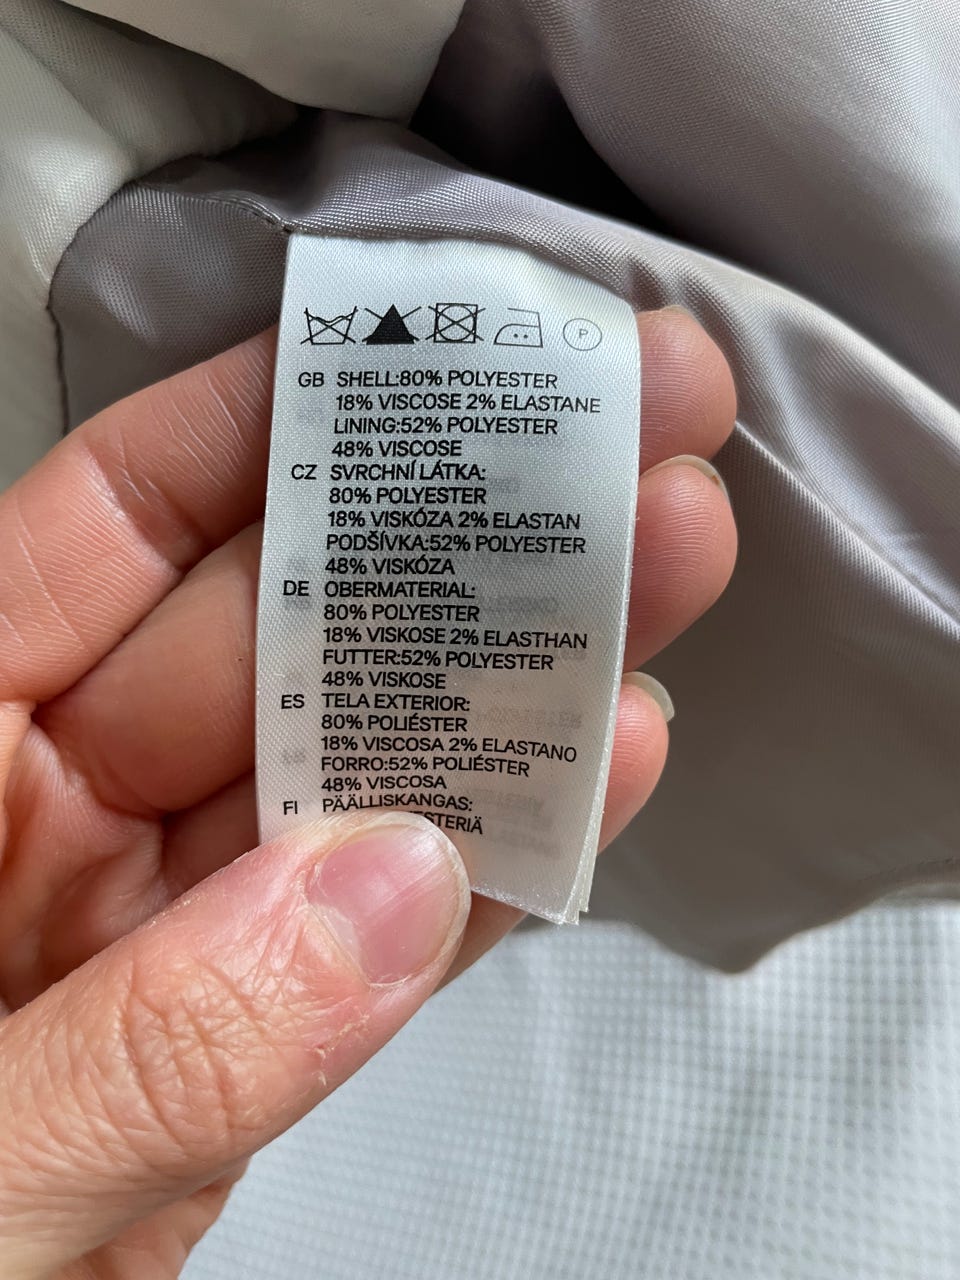 P
GB SHELL:80% POLYESTER
18% VISCOSE 2% ELASTANE
LINING:52% POLYESTER
48% VISCOSE
CZ SVRCHNÍ LÁTKA:
80% POLYESTER
18% VISKÓZA 2% ELASTAN
PODŠÍVKA:52% POLYESTER
48% VISKÓZA
DE OBERMATERIAL:
80% POLYESTER
18% VISKOSE 2% ELASTHAN
FUTTER:52% POLYESTER
48% VISKOSE
ES TELA EXTERIOR:
80% POLIÉSTER
18% VISCOSA 2% ELASTANO
FORRO:52% POLIÉSTER
48% VISCOSA
FI PÄÄLLISKANGAS: